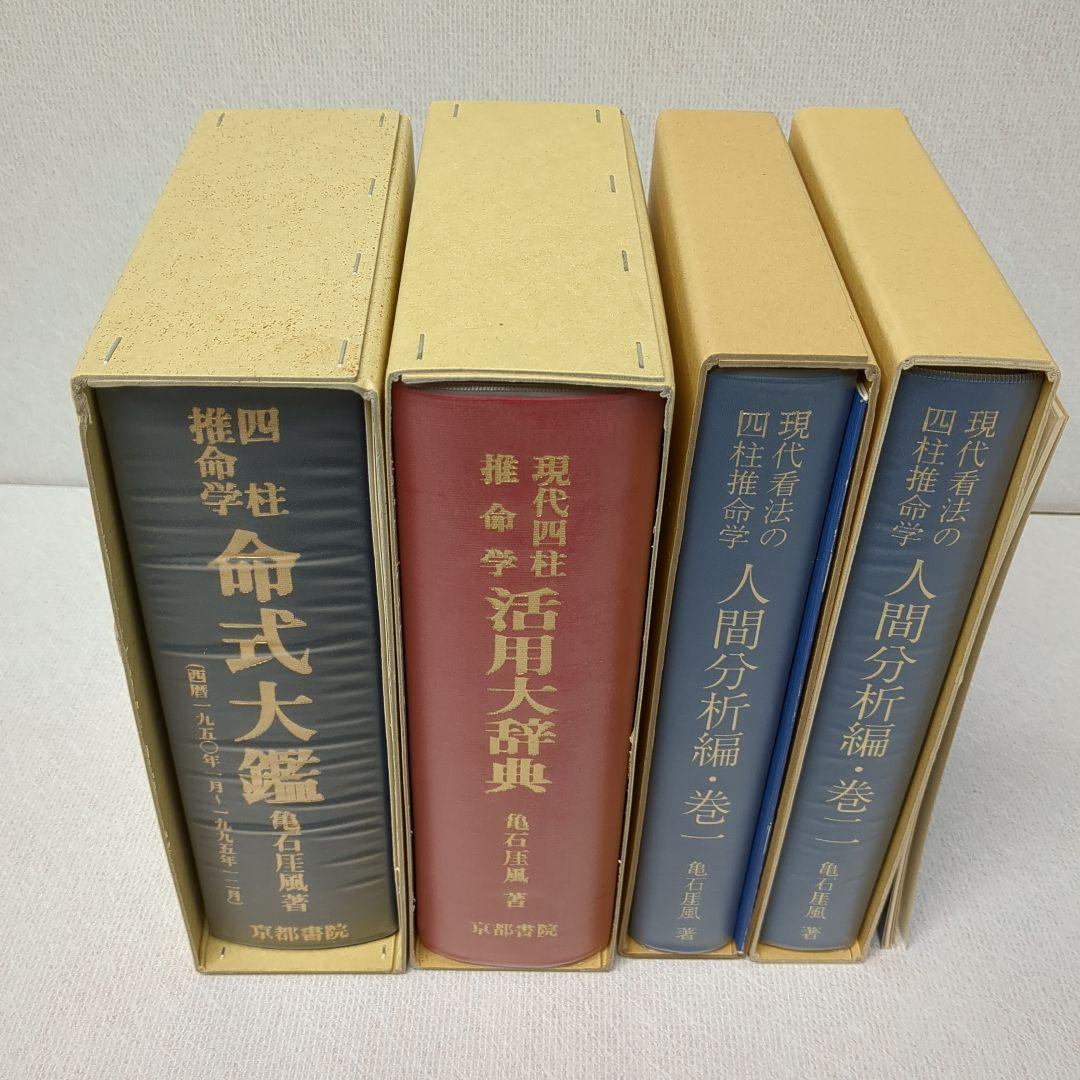 四柱
推命学
命式大鑑
(西暦一九五〇年一月〜一九九五年一二月)
亀石厓風著
京都書院
現代四柱
推命学
活用大辞典
亀石厓風 著
京都書院
現代看法の
四柱推命学
人間分析編・巻一
亀石厓風 著
現代看法の
四柱推命学
人間分析編・巻二
亀石厓風 著